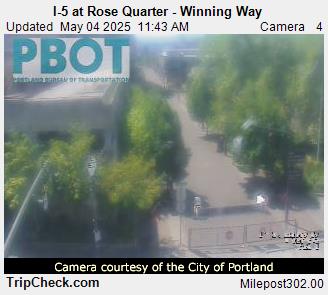 I-5 at Rose Quarter - Winning Way
Updated May 04 2025 11:43 AM Camera 4
PBOT
PORTLAND BUREAU OF TRANSPORTATION
Camera courtesy of the City of Portland
TripCheck.com Milepost302.00